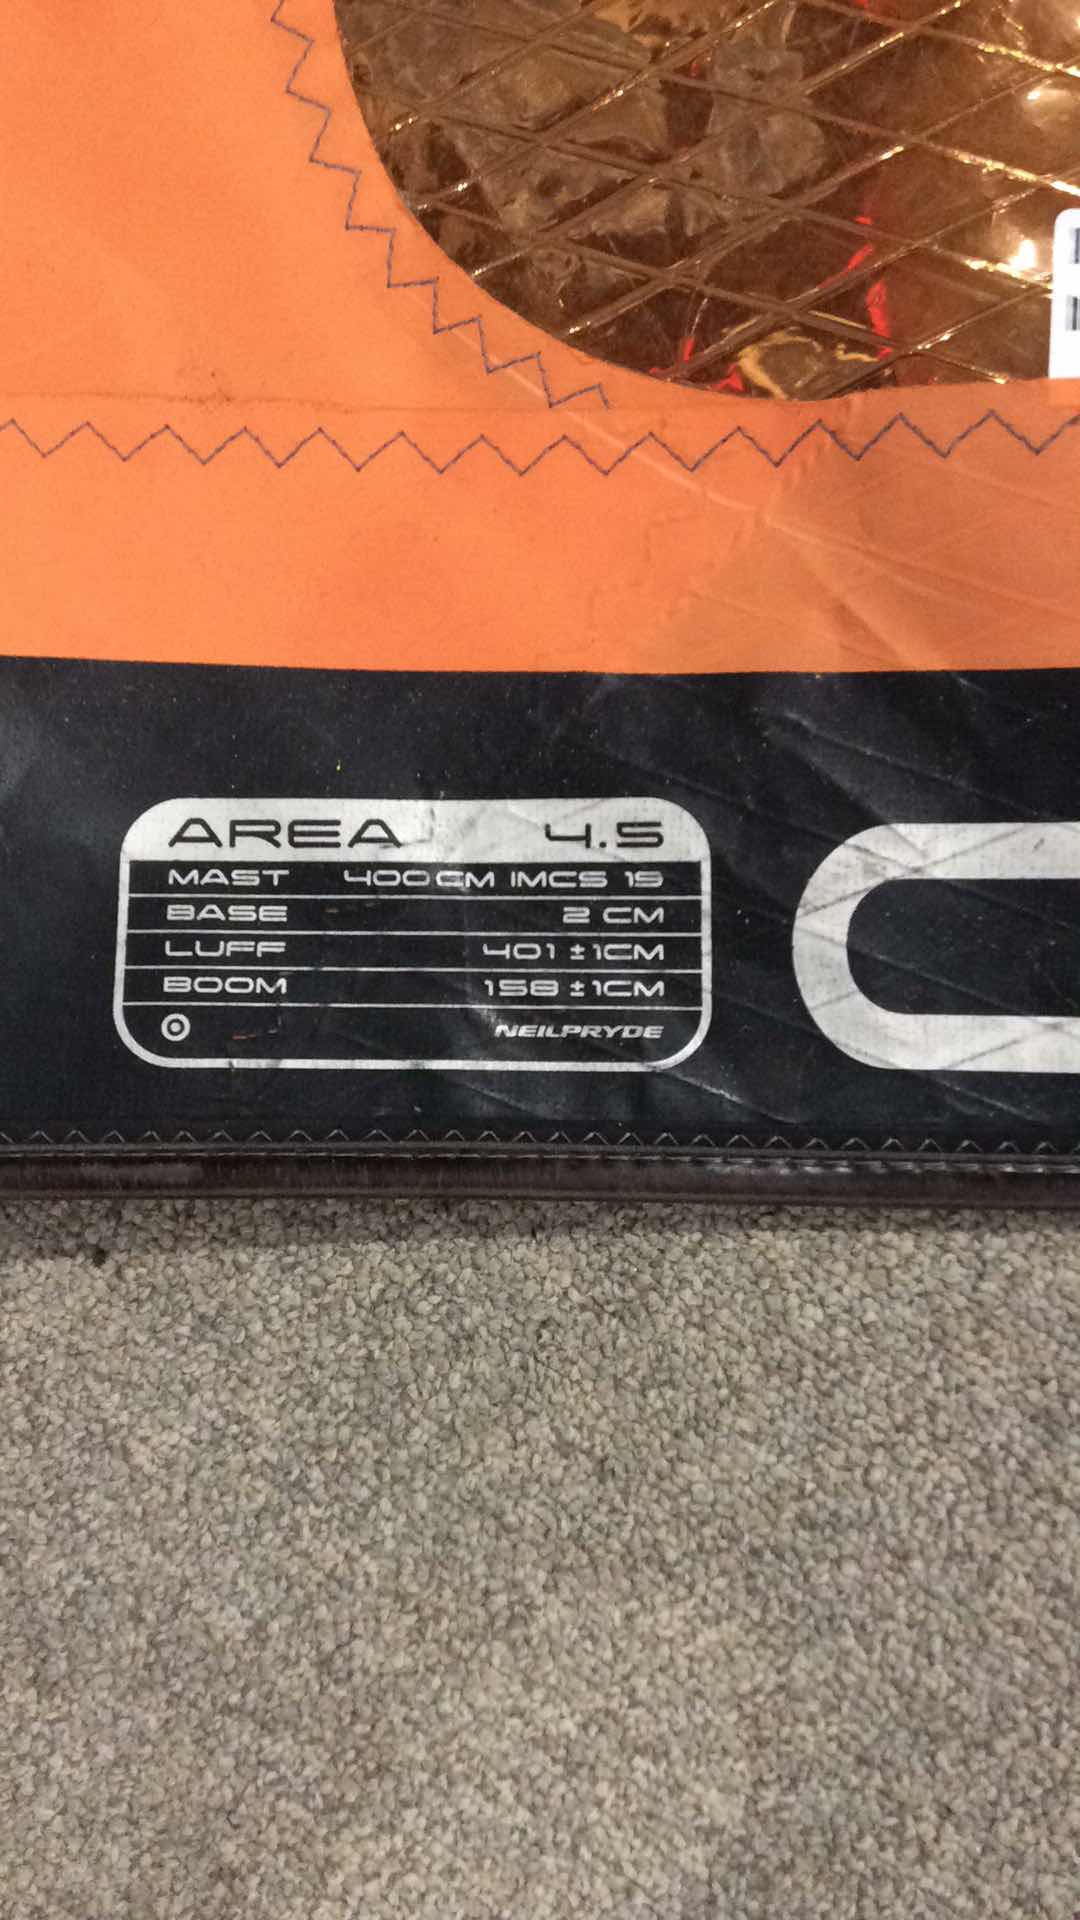 AREA 4.5
MAST 400CM IMCS 19
BASE 2 CM
LUFF 401 ±1CM
BOOM 158 ±1CM
NEILPRYDE